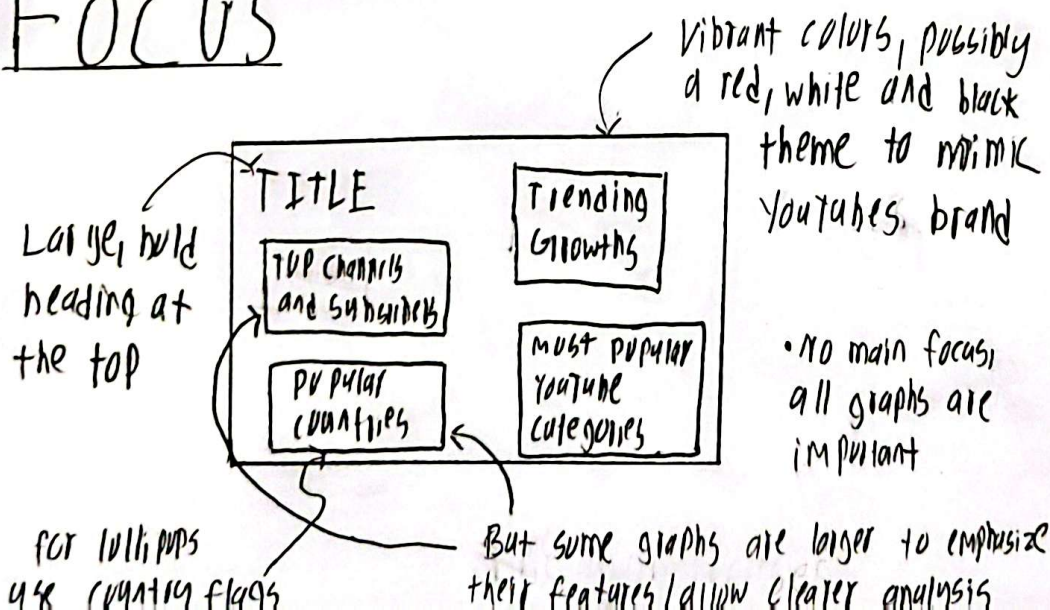 FOCUS
Vibrant colors, possibly
a red, white and black
theme to mimic
YouTubes. brand
Large, bold
heading at
the top
TITLE
Top channels
and subscribers
popular
countries
Trending
Growths
Most popular
YouTube
categories
• No main focus,
all graphs are
important
for lollipops
use country flags
But some graphs are larger to emphasize
their features/allow clearer analysis